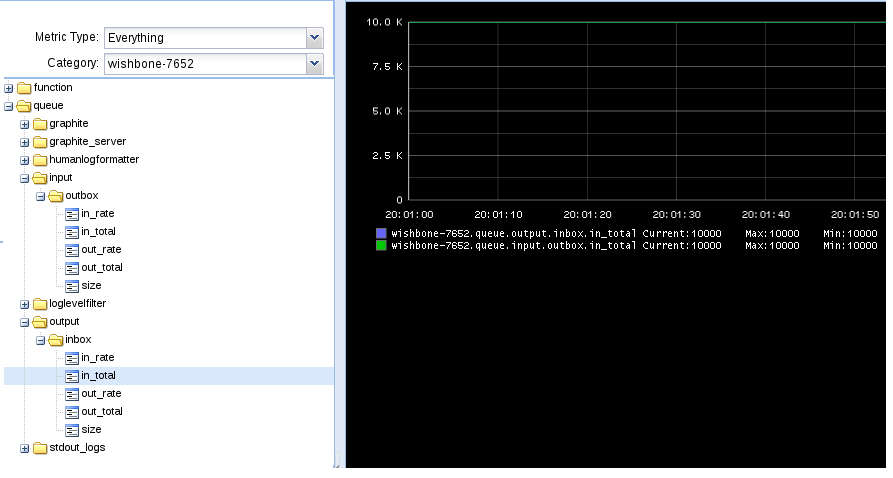 Metric Type: Everything
Category: wishbone-7652
function
queue
graphite
graphite_server
humanlogformatter
input
outbox
in_rate
in_total
out_rate
out_total
size
loglevelfilter
output
inbox
in_rate
in_total
out_rate
out_total
size
stdout_logs
10.0 K
7.5 K
5.0 K
2.5 K
0
20:01:00 20:01:10 20:01:20 20:01:30 20:01:40 20:01:50
wishbone-7652.queue.output.inbox.in_total Current:10000 Max:10000 Min:10000
wishbone-7652.queue.input.outbox.in_total Current:10000 Max:10000 Min:10000